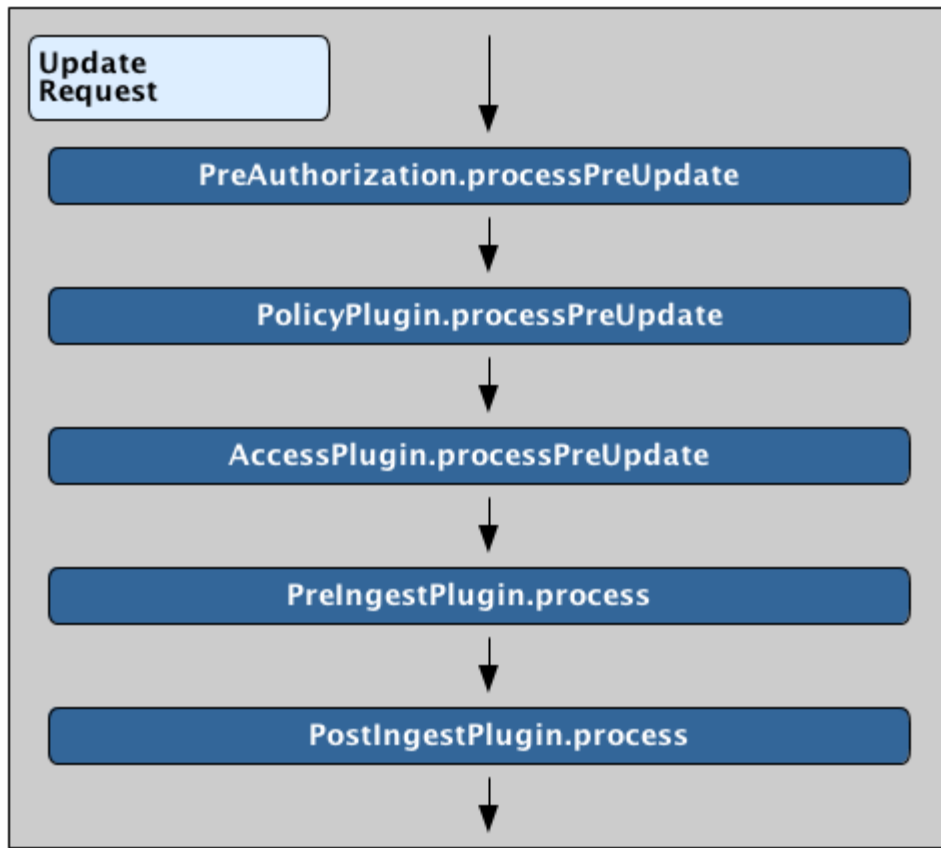 Update
Request
PreAuthorization.processPreUpdate
PolicyPlugin.processPreUpdate
AccessPlugin.processPreUpdate
PreIngestPlugin.process
PostIngestPlugin.process